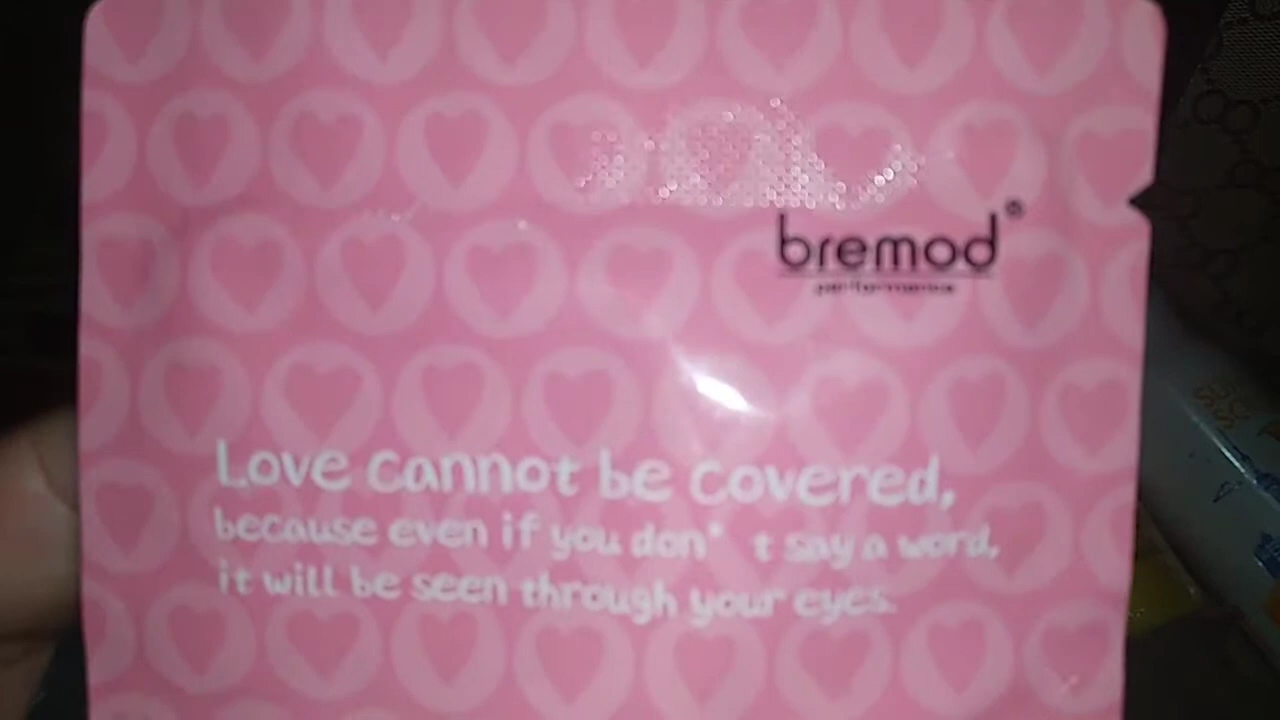 bremod®
performance
Love cannot be covered,
because even if you don' t say a word,
it will be seen through your eyes.